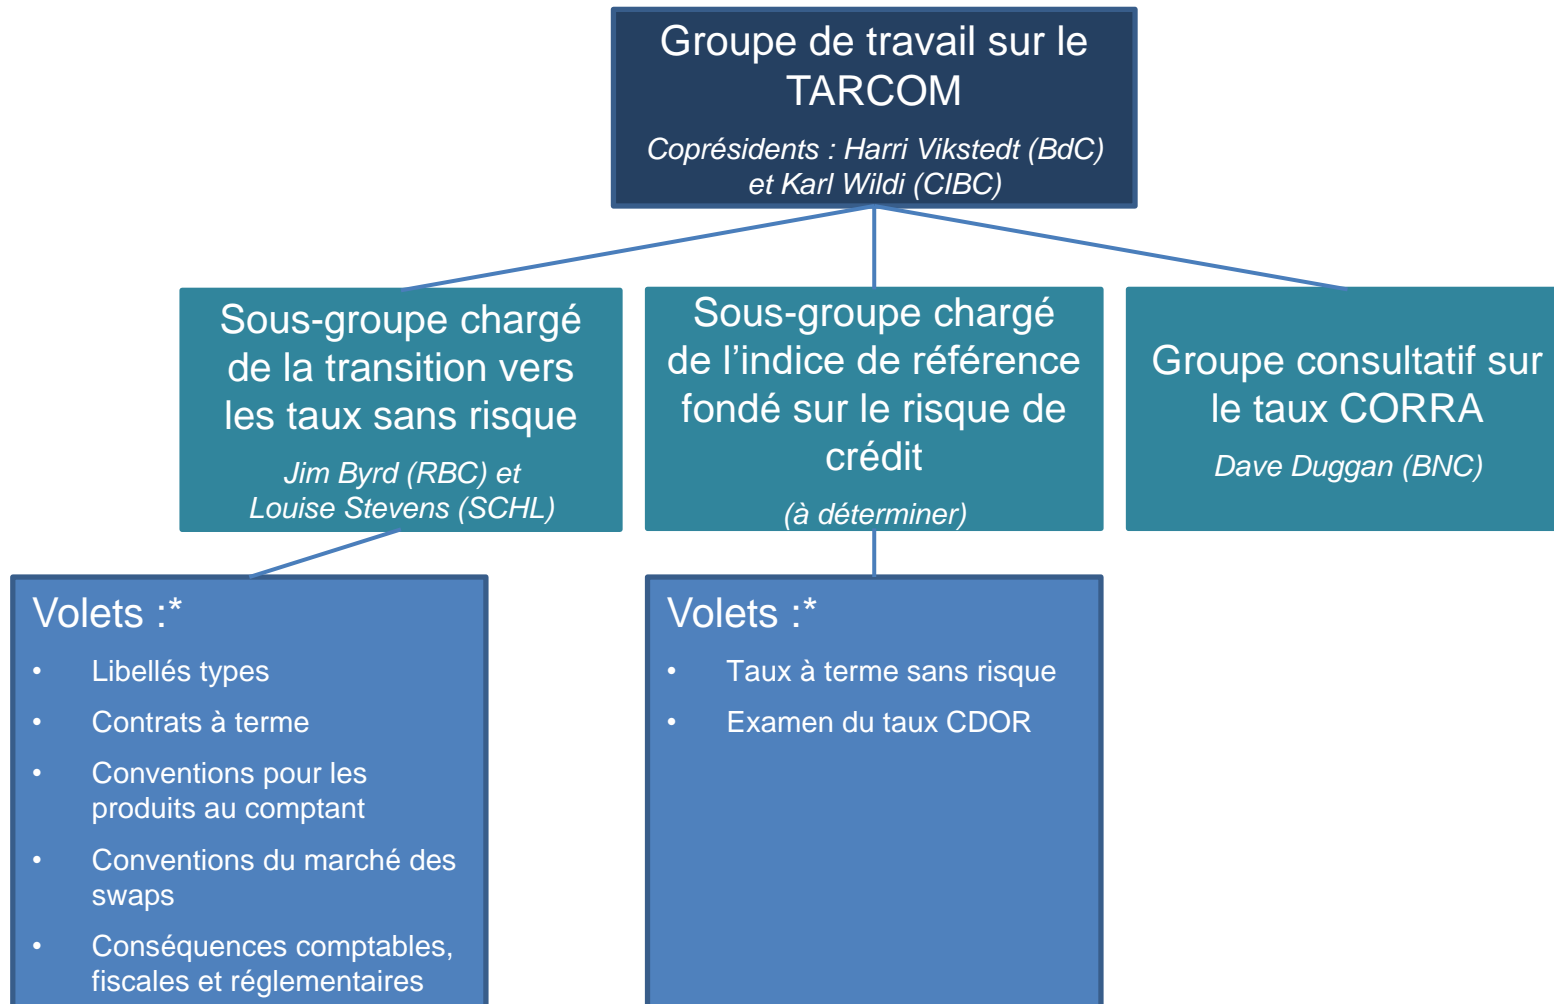 Groupe de travail sur le
TARCOM
Coprésidents : Harri Vikstedt (BdC)
et Karl Wildi (CIBC)
Sous-groupe chargé
de la transition vers
les taux sans risque
Jim Byrd (RBC) et
Louise Stevens (SCHL)
Sous-groupe chargé
de l’indice de référence
fondé sur le risque de
crédit
(à déterminer)
Groupe consultatif sur
le taux CORRA
Dave Duggan (BNC)
Volets :*
• Libellés types
• Contrats à terme
• Conventions pour les
produits au comptant
• Conventions du marché des
swaps
• Conséquences comptables,
fiscales et réglementaires
Volets :*
• Taux à terme sans risque
• Examen du taux CDOR